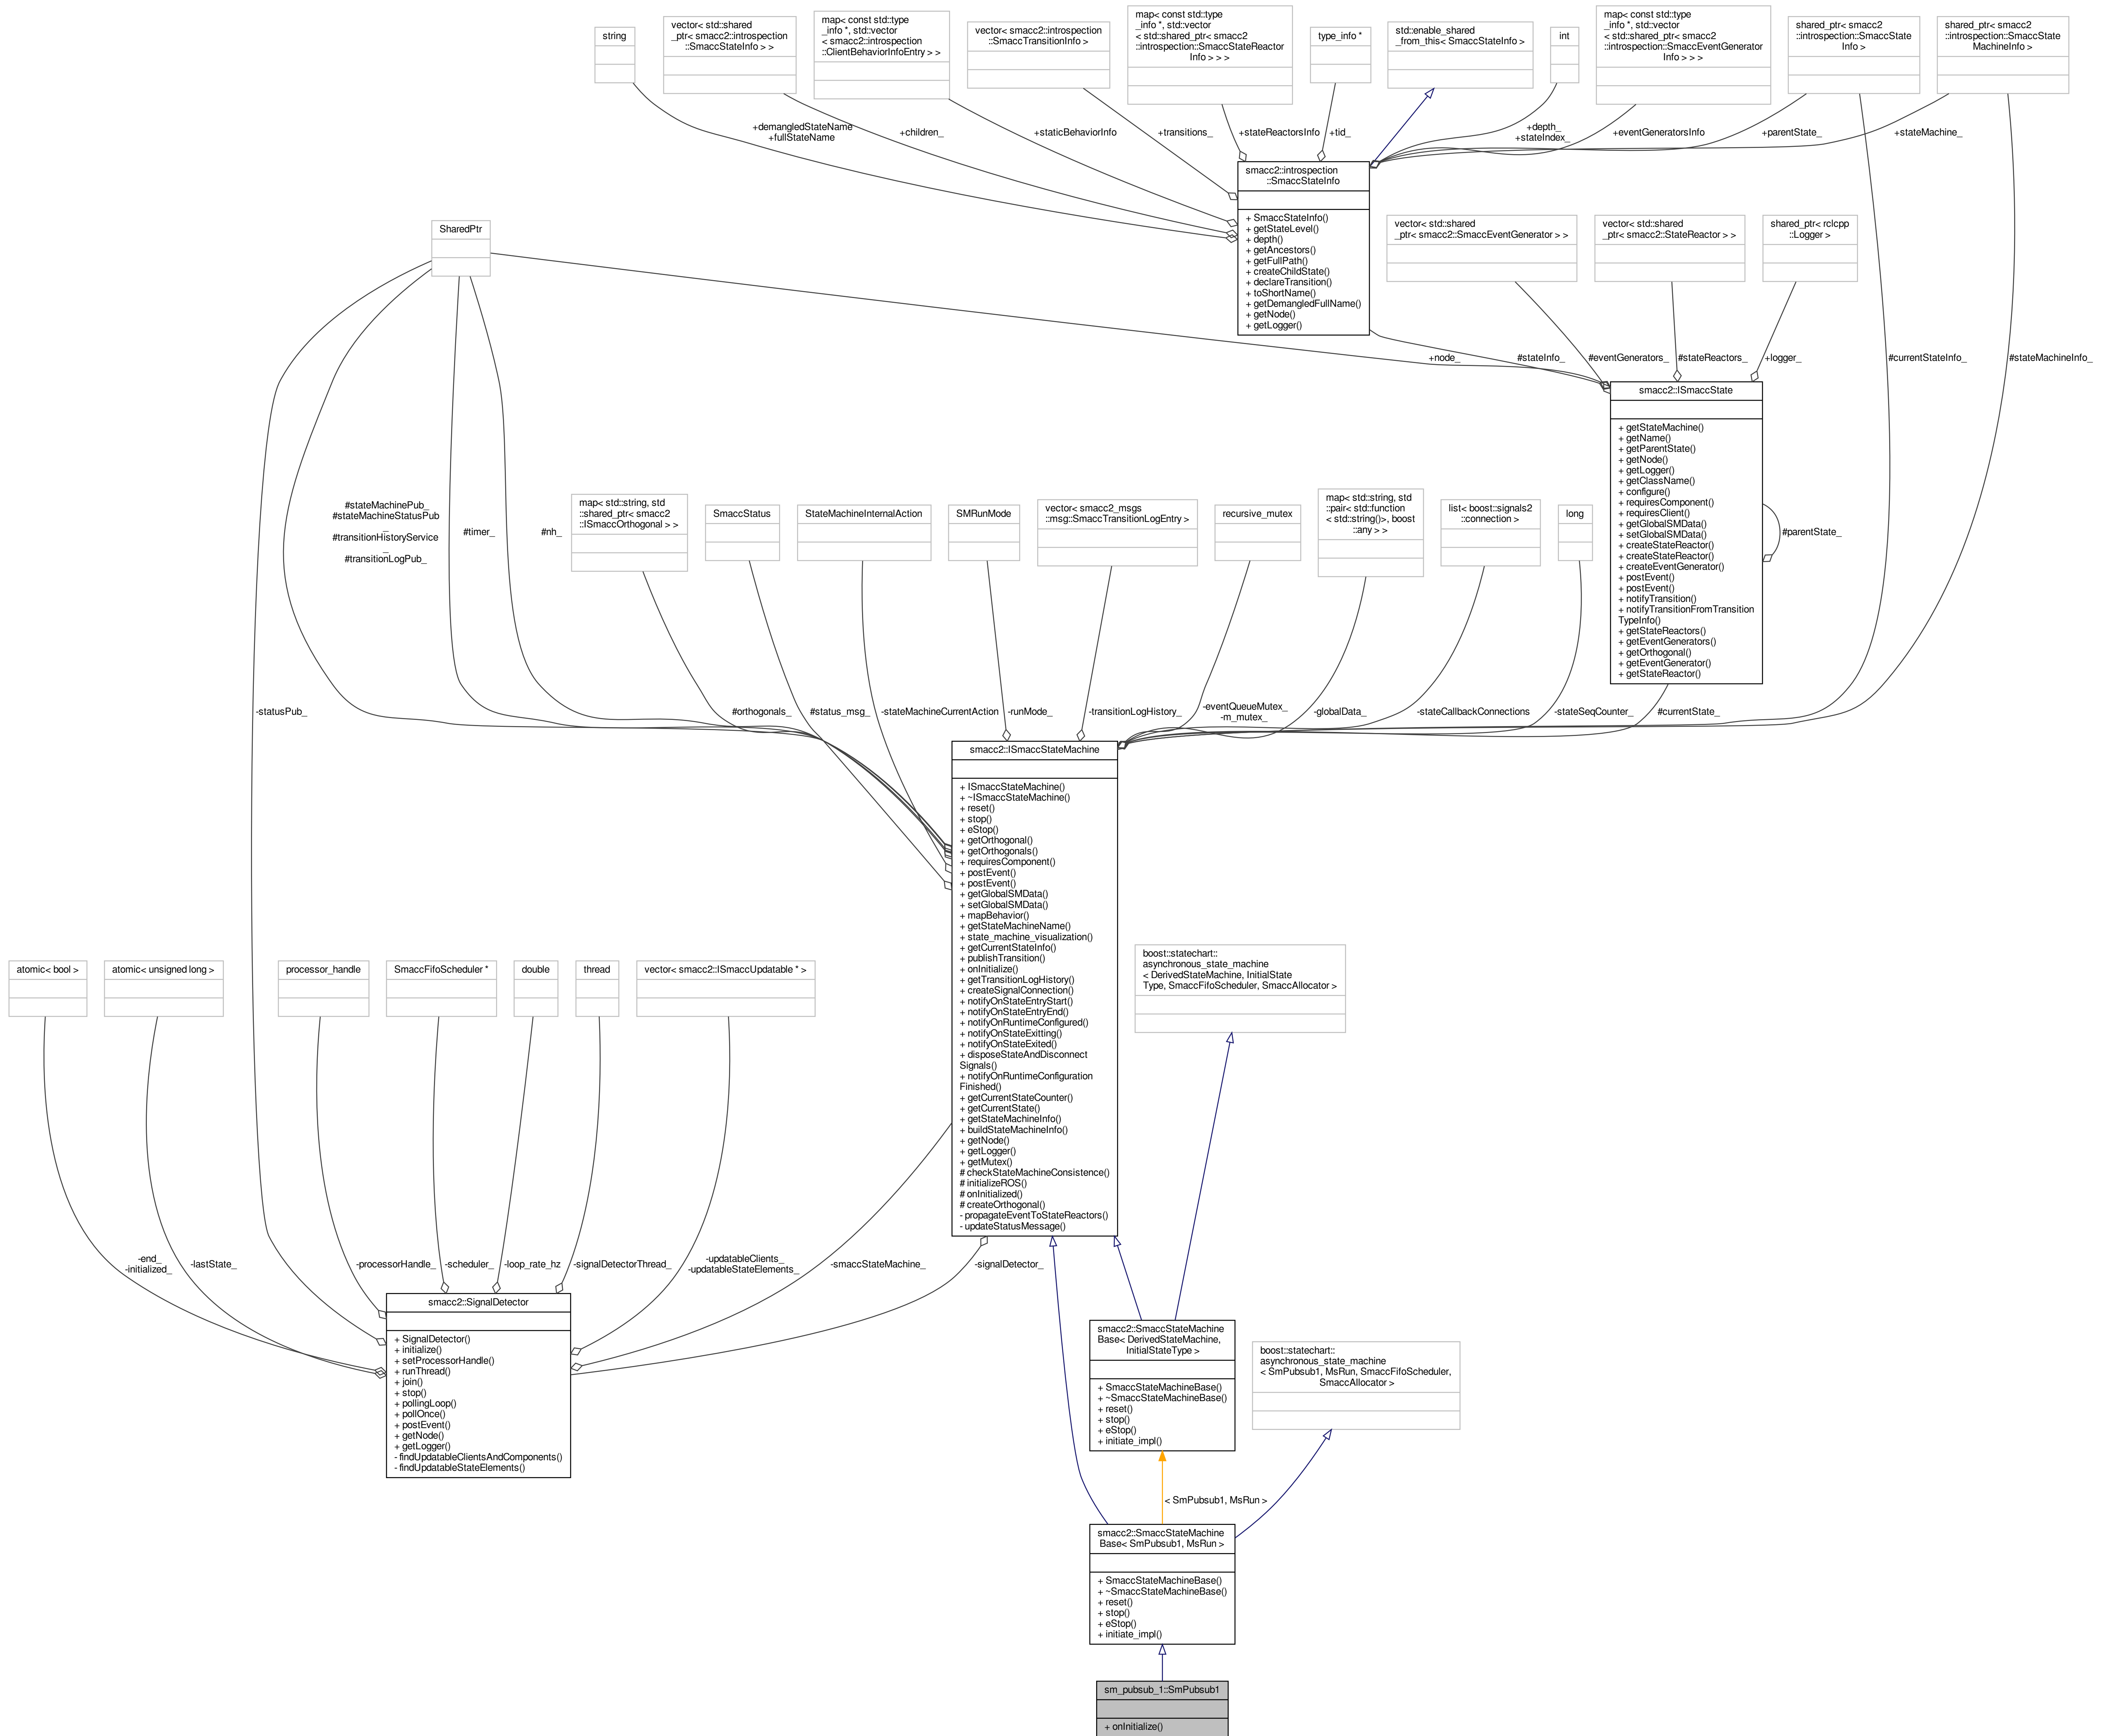 string
vector< std::shared
_ptr< smacc2::introspection
::SmaccStateInfo > >
map< const std::type
_info *, std::vector
< smacc2::introspection
::ClientBehaviorInfoEntry > >
vector< smacc2::introspection
::SmaccTransitionInfo >
map< const std::type
_info *, std::vector
< std::shared_ptr< smacc2
::introspection::SmaccStateReactor
Info > > >
type_info *
std::enable_shared
_from_this< SmaccStateInfo >
int
map< const std::type
_info *, std::vector
< std::shared_ptr< smacc2
::introspection::SmaccEventGenerator
Info > > >
shared_ptr< smacc2
::introspection::SmaccState
Info >
shared_ptr< smacc2
::introspection::SmaccState
MachineInfo >
+demangledStateName
+fullStateName
+children_
+staticBehaviorInfo
+transitions_
+stateReactorsInfo
+tid_
+depth_
+stateIndex_
+eventGeneratorsInfo
+parentState_
+stateMachine_
smacc2::introspection
::SmaccStateInfo
+ SmaccStateInfo()
+ getStateLevel()
+ depth()
+ getAncestors()
+ getFullPath()
+ createChildState()
+ declareTransition()
+ toShortName()
+ getDemangledFullName()
+ getNode()
+ getLogger()
SharedPtr
vector< std::shared
_ptr< smacc2::SmaccEventGenerator > >
vector< std::shared
_ptr< smacc2::StateReactor > >
shared_ptr< rclcpp
::Logger >
+node_
#stateInfo_
#eventGenerators_
#stateReactors_
+logger_
#currentStateInfo_
#stateMachineInfo_
smacc2::ISmaccState
+ getStateMachine()
+ getName()
+ getParentState()
+ getNode()
+ getLogger()
+ getClassName()
+ configure()
+ requiresComponent()
+ requiresClient()
+ getGlobalSMData()
+ setGlobalSMData()
+ createStateReactor()
+ createStateReactor()
+ createEventGenerator()
+ postEvent()
+ postEvent()
+ notifyTransition()
+ notifyTransitionFromTransition
TypeInfo()
+ getStateReactors()
+ getEventGenerators()
+ getOrthogonal()
+ getEventGenerator()
+ getStateReactor()
#parentState_
#stateMachinePub_
#stateMachineStatusPub
_
#transitionHistoryService
_
#transitionLogPub_
#timer_
#nh_
map< std::string, std
::shared_ptr< smacc2
::ISmaccOrthogonal > >
SmaccStatus
StateMachineInternalAction
SMRunMode
vector< smacc2_msgs
::msg::SmaccTransitionLogEntry >
recursive_mutex
map< std::string, std
::pair< std::function
< std::string()>, boost
::any > >
list< boost::signals2
::connection >
long
-statusPub_
#orthogonals_
#status_msg_
-stateMachineCurrentAction
-runMode_
-transitionLogHistory_
-eventQueueMutex_
-m_mutex_
-globalData_
-stateCallbackConnections
-stateSeqCounter_
#currentState_
smacc2::ISmaccStateMachine
+ ISmaccStateMachine()
+ ~ISmaccStateMachine()
+ reset()
+ stop()
+ eStop()
+ getOrthogonal()
+ getOrthogonals()
+ requiresComponent()
+ postEvent()
+ postEvent()
+ getGlobalSMData()
+ setGlobalSMData()
+ mapBehavior()
+ getStateMachineName()
+ state_machine_visualization()
+ getCurrentStateInfo()
+ publishTransition()
+ onInitialize()
+ getTransitionLogHistory()
+ createSignalConnection()
+ notifyOnStateEntryStart()
+ notifyOnStateEntryEnd()
+ notifyOnRuntimeConfigured()
+ notifyOnStateExitting()
+ notifyOnStateExited()
+ disposeStateAndDisconnect
Signals()
+ notifyOnRuntimeConfiguration
Finished()
+ getCurrentStateCounter()
+ getCurrentState()
+ getStateMachineInfo()
+ buildStateMachineInfo()
+ getNode()
+ getLogger()
+ getMutex()
# checkStateMachineConsistence()
# initializeROS()
# onInitialized()
# createOrthogonal()
- propagateEventToStateReactors()
- updateStatusMessage()
atomic< bool >
atomic< unsigned long >
processor_handle
SmaccFifoScheduler *
double
thread
vector< smacc2::ISmaccUpdatable * >
boost::statechart::
asynchronous_state_machine
< DerivedStateMachine, InitialState
Type, SmaccFifoScheduler, SmaccAllocator >
-end_
-initialized_
-lastState_
-processorHandle_
-scheduler_
-loop_rate_hz
-signalDetectorThread_
-updatableClients_
-updatableStateElements_
-smaccStateMachine_
-signalDetector_
smacc2::SignalDetector
+ SignalDetector()
+ initialize()
+ setProcessorHandle()
+ runThread()
+ join()
+ stop()
+ pollingLoop()
+ pollOnce()
+ postEvent()
+ getNode()
+ getLogger()
- findUpdatableClientsAndComponents()
- findUpdatableStateElements()
smacc2::SmaccStateMachine
Base< DerivedStateMachine,
InitialStateType >
+ SmaccStateMachineBase()
+ ~SmaccStateMachineBase()
+ reset()
+ stop()
+ eStop()
+ initiate_impl()
boost::statechart::
asynchronous_state_machine
< SmPubsub1, MsRun, SmaccFifoScheduler,
SmaccAllocator >
< SmPubsub1, MsRun >
smacc2::SmaccStateMachine
Base< SmPubsub1, MsRun >
+ SmaccStateMachineBase()
+ ~SmaccStateMachineBase()
+ reset()
+ stop()
+ eStop()
+ initiate_impl()
sm_pubsub_1::SmPubsub1
+ onInitialize()